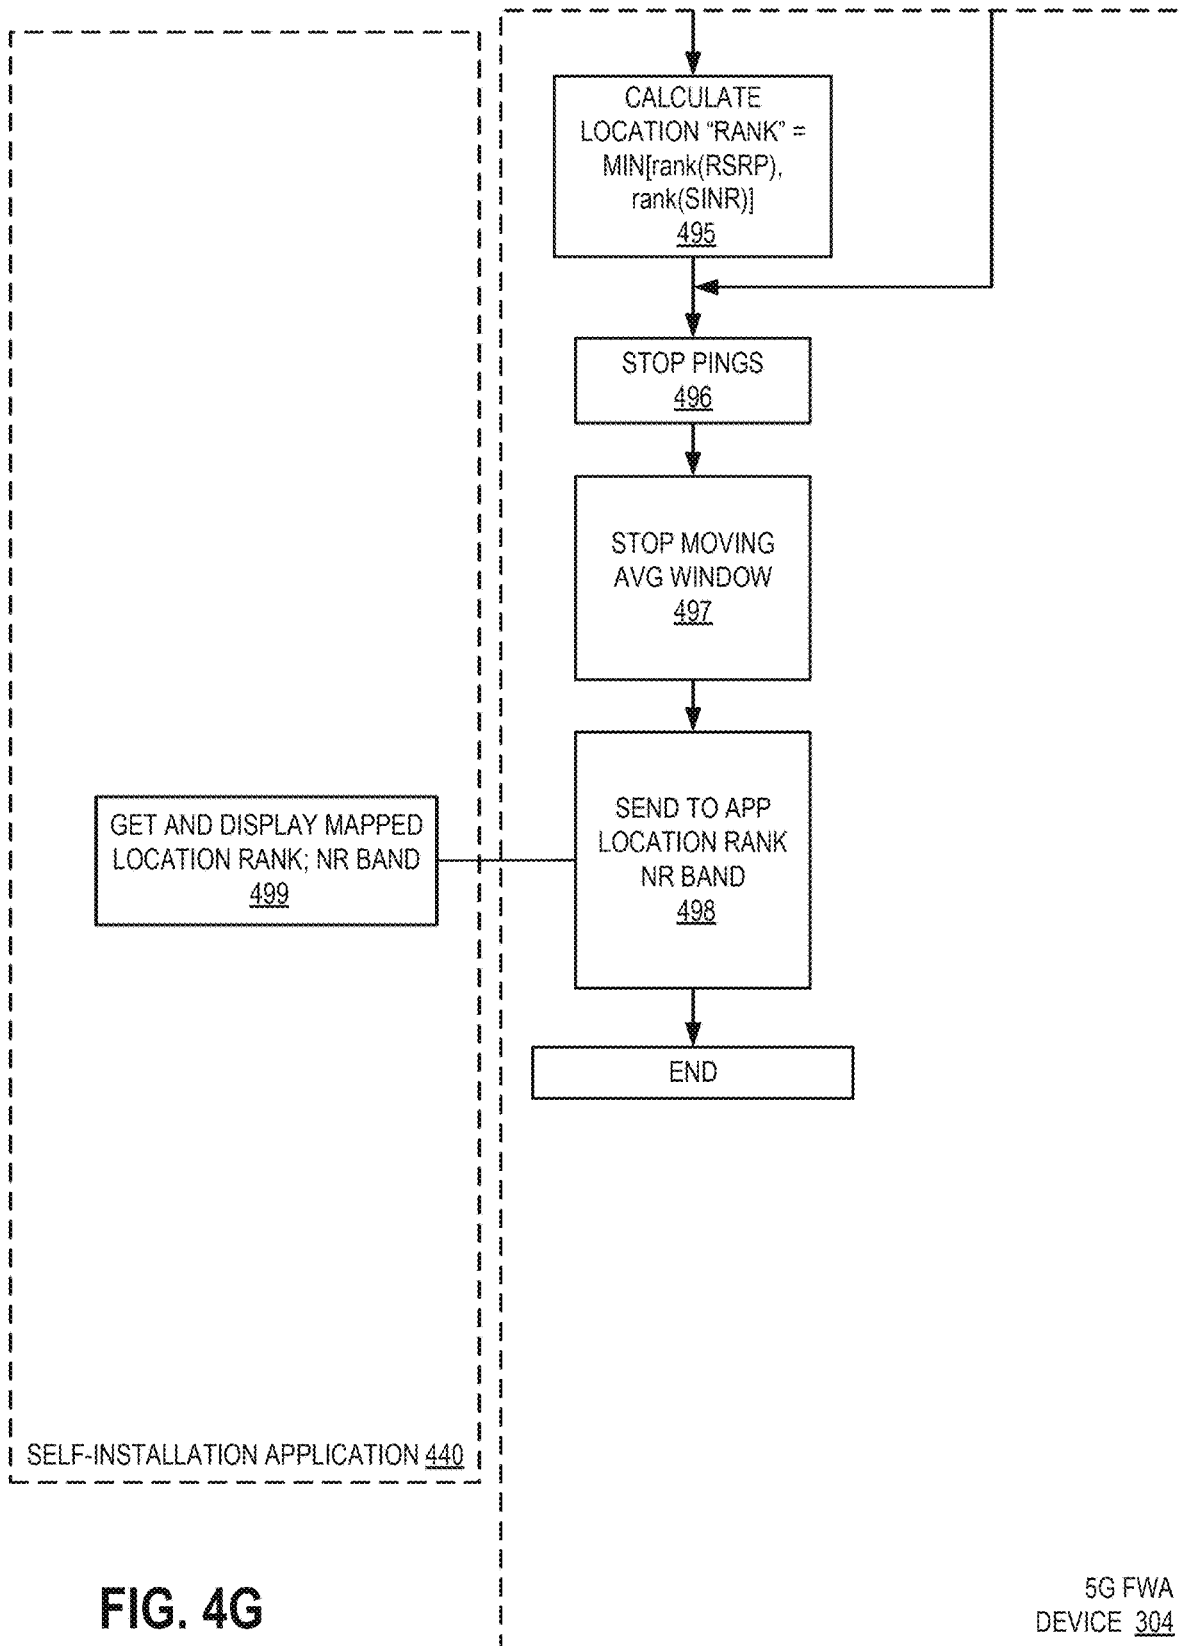 CALCULATE
LOCATION “RANK” =
MIN[rank(RSRP),
rank(SINR)]
495
STOP PINGS
496
STOP MOVING
AVG WINDOW
497
SEND TO APP
LOCATION RANK
NR BAND
498
GET AND DISPLAY MAPPED
LOCATION RANK; NR BAND
499
END
SELF-INSTALLATION APPLICATION 440
FIG. 4G
5G FWA
DEVICE 304